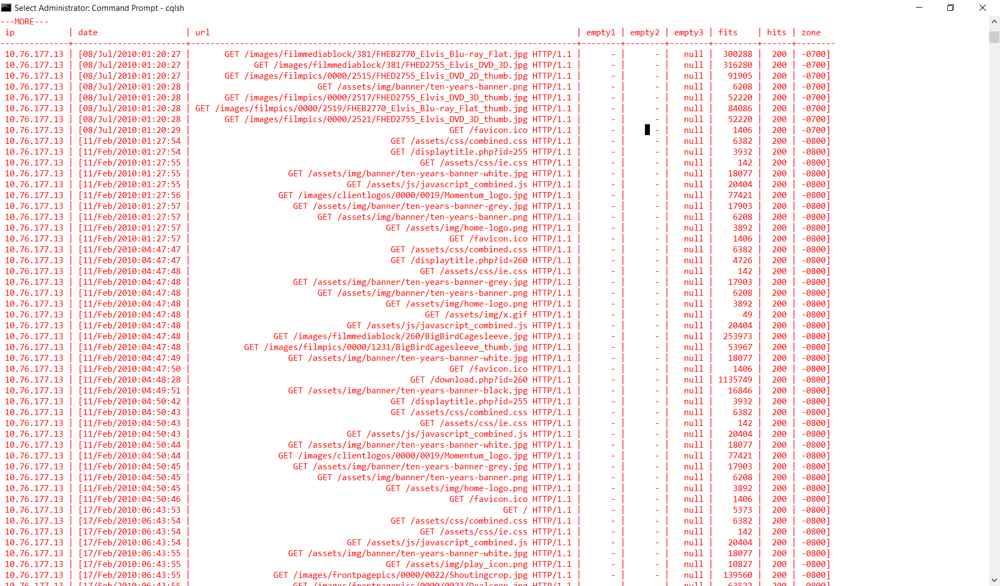 Select Administrator: Command Prompt - cqlsh
---MORE---
ip | date | url | empty1 | empty2 | empty3 | fits | hits | zone
-------------+-----------------------+-------------------------------------------------------------------------------+--------+--------+--------+---------+------+--------
10.76.177.13 | [08/Jul/2010:01:20:27 | GET /images/filmmediablock/381/FHEB2770_Elvis_Blu-ray_Flat.jpg HTTP/1.1 | - | - | null | 300288 | 200 | -0700]
10.76.177.13 | [08/Jul/2010:01:20:27 | GET /images/filmmediablock/381/FHED2755_Elvis_DVD_3D.jpg HTTP/1.1 | - | - | null | 316280 | 200 | -0700]
10.76.177.13 | [08/Jul/2010:01:20:27 | GET /images/filmpics/0000/2515/FHED2755_Elvis_DVD_2D_thumb.jpg HTTP/1.1 | - | - | null | 91905 | 200 | -0700]
10.76.177.13 | [08/Jul/2010:01:20:28 | GET /assets/img/banner/ten-years-banner.png HTTP/1.1 | - | - | null | 6208 | 200 | -0700]
10.76.177.13 | [08/Jul/2010:01:20:28 | GET /images/filmpics/0000/2517/FHED2755_Elvis_DVD_3D_thumb.jpg HTTP/1.1 | - | - | null | 52220 | 200 | -0700]
10.76.177.13 | [08/Jul/2010:01:20:28 | GET /images/filmpics/0000/2519/FHEB2770_Elvis_Blu-ray_Flat_thumb.jpg HTTP/1.1 | - | - | null | 84086 | 200 | -0700]
10.76.177.13 | [08/Jul/2010:01:20:28 | GET /images/filmpics/0000/2521/FHED2755_Elvis_DVD_3D_thumb.jpg HTTP/1.1 | - | - | null | 52220 | 200 | -0700]
10.76.177.13 | [08/Jul/2010:01:20:29 | GET /favicon.ico HTTP/1.1 | - | - | null | 1406 | 200 | -0700]
10.76.177.13 | [11/Feb/2010:01:27:54 | GET /assets/css/combined.css HTTP/1.1 | - | - | null | 6382 | 200 | -0800]
10.76.177.13 | [11/Feb/2010:01:27:54 | GET /displaytitle.php?id=255 HTTP/1.1 | - | - | null | 3932 | 200 | -0800]
10.76.177.13 | [11/Feb/2010:01:27:55 | GET /assets/css/ie.css HTTP/1.1 | - | - | null | 142 | 200 | -0800]
10.76.177.13 | [11/Feb/2010:01:27:55 | GET /assets/img/banner/ten-years-banner-white.jpg HTTP/1.1 | - | - | null | 18077 | 200 | -0800]
10.76.177.13 | [11/Feb/2010:01:27:55 | GET /assets/js/javascript_combined.js HTTP/1.1 | - | - | null | 20404 | 200 | -0800]
10.76.177.13 | [11/Feb/2010:01:27:56 | GET /images/clientlogos/0000/0019/Momentum_logo.jpg HTTP/1.1 | - | - | null | 77421 | 200 | -0800]
10.76.177.13 | [11/Feb/2010:01:27:57 | GET /assets/img/banner/ten-years-banner-grey.jpg HTTP/1.1 | - | - | null | 17903 | 200 | -0800]
10.76.177.13 | [11/Feb/2010:01:27:57 | GET /assets/img/banner/ten-years-banner.png HTTP/1.1 | - | - | null | 6208 | 200 | -0800]
10.76.177.13 | [11/Feb/2010:01:27:57 | GET /assets/img/home-logo.png HTTP/1.1 | - | - | null | 3892 | 200 | -0800]
10.76.177.13 | [11/Feb/2010:01:27:57 | GET /favicon.ico HTTP/1.1 | - | - | null | 1406 | 200 | -0800]
10.76.177.13 | [11/Feb/2010:04:47:47 | GET /assets/css/combined.css HTTP/1.1 | - | - | null | 6382 | 200 | -0800]
10.76.177.13 | [11/Feb/2010:04:47:47 | GET /displaytitle.php?id=260 HTTP/1.1 | - | - | null | 4726 | 200 | -0800]
10.76.177.13 | [11/Feb/2010:04:47:48 | GET /assets/css/ie.css HTTP/1.1 | - | - | null | 142 | 200 | -0800]
10.76.177.13 | [11/Feb/2010:04:47:48 | GET /assets/img/banner/ten-years-banner-grey.jpg HTTP/1.1 | - | - | null | 17903 | 200 | -0800]
10.76.177.13 | [11/Feb/2010:04:47:48 | GET /assets/img/banner/ten-years-banner.png HTTP/1.1 | - | - | null | 6208 | 200 | -0800]
10.76.177.13 | [11/Feb/2010:04:47:48 | GET /assets/img/home-logo.png HTTP/1.1 | - | - | null | 3892 | 200 | -0800]
10.76.177.13 | [11/Feb/2010:04:47:48 | GET /assets/img/x.gif HTTP/1.1 | - | - | null | 49 | 200 | -0800]
10.76.177.13 | [11/Feb/2010:04:47:48 | GET /assets/js/javascript_combined.js HTTP/1.1 | - | - | null | 20404 | 200 | -0800]
10.76.177.13 | [11/Feb/2010:04:47:48 | GET /images/filmmediablock/260/BigBirdCagesleeve.jpg HTTP/1.1 | - | - | null | 253973 | 200 | -0800]
10.76.177.13 | [11/Feb/2010:04:47:48 | GET /images/filmpics/0000/1231/BigBirdCagesleeve_thumb.jpg HTTP/1.1 | - | - | null | 53967 | 200 | -0800]
10.76.177.13 | [11/Feb/2010:04:47:49 | GET /assets/img/banner/ten-years-banner-white.jpg HTTP/1.1 | - | - | null | 18077 | 200 | -0800]
10.76.177.13 | [11/Feb/2010:04:47:50 | GET /favicon.ico HTTP/1.1 | - | - | null | 1406 | 200 | -0800]
10.76.177.13 | [11/Feb/2010:04:48:28 | GET /download.php?id=260 HTTP/1.1 | - | - | null | 1135749 | 200 | -0800]
10.76.177.13 | [11/Feb/2010:04:49:51 | GET /assets/img/banner/ten-years-banner-black.jpg HTTP/1.1 | - | - | null | 16846 | 200 | -0800]
10.76.177.13 | [11/Feb/2010:04:50:42 | GET /displaytitle.php?id=255 HTTP/1.1 | - | - | null | 3932 | 200 | -0800]
10.76.177.13 | [11/Feb/2010:04:50:43 | GET /assets/css/combined.css HTTP/1.1 | - | - | null | 6382 | 200 | -0800]
10.76.177.13 | [11/Feb/2010:04:50:43 | GET /assets/css/ie.css HTTP/1.1 | - | - | null | 142 | 200 | -0800]
10.76.177.13 | [11/Feb/2010:04:50:43 | GET /assets/js/javascript_combined.js HTTP/1.1 | - | - | null | 20404 | 200 | -0800]
10.76.177.13 | [11/Feb/2010:04:50:44 | GET /assets/img/banner/ten-years-banner-white.jpg HTTP/1.1 | - | - | null | 18077 | 200 | -0800]
10.76.177.13 | [11/Feb/2010:04:50:44 | GET /images/clientlogos/0000/0019/Momentum_logo.jpg HTTP/1.1 | - | - | null | 77421 | 200 | -0800]
10.76.177.13 | [11/Feb/2010:04:50:45 | GET /assets/img/banner/ten-years-banner-grey.jpg HTTP/1.1 | - | - | null | 17903 | 200 | -0800]
10.76.177.13 | [11/Feb/2010:04:50:45 | GET /assets/img/banner/ten-years-banner.png HTTP/1.1 | - | - | null | 6208 | 200 | -0800]
10.76.177.13 | [11/Feb/2010:04:50:45 | GET /assets/img/home-logo.png HTTP/1.1 | - | - | null | 3892 | 200 | -0800]
10.76.177.13 | [11/Feb/2010:04:50:46 | GET /favicon.ico HTTP/1.1 | - | - | null | 1406 | 200 | -0800]
10.76.177.13 | [17/Feb/2010:06:43:53 | GET / HTTP/1.1 | - | - | null | 5373 | 200 | -0800]
10.76.177.13 | [17/Feb/2010:06:43:54 | GET /assets/css/combined.css HTTP/1.1 | - | - | null | 6382 | 200 | -0800]
10.76.177.13 | [17/Feb/2010:06:43:54 | GET /assets/css/ie.css HTTP/1.1 | - | - | null | 142 | 200 | -0800]
10.76.177.13 | [17/Feb/2010:06:43:54 | GET /assets/js/javascript_combined.js HTTP/1.1 | - | - | null | 20404 | 200 | -0800]
10.76.177.13 | [17/Feb/2010:06:43:55 | GET /assets/img/banner/ten-years-banner-white.jpg HTTP/1.1 | - | - | null | 18077 | 200 | -0800]
10.76.177.13 | [17/Feb/2010:06:43:55 | GET /assets/img/play_icon.png HTTP/1.1 | - | - | null | 10827 | 200 | -0800]
10.76.177.13 | [17/Feb/2010:06:43:55 | GET /images/frontpagepics/0000/0022/Shoutingcrop.jpg HTTP/1.1 | - | - | null | 139560 | 200 | -0800]
10.76.177.13 | [17/Feb/2010:06:43:55 | GET HTTP/1.1 | - | - | null | 63522 | 200 | -0800]